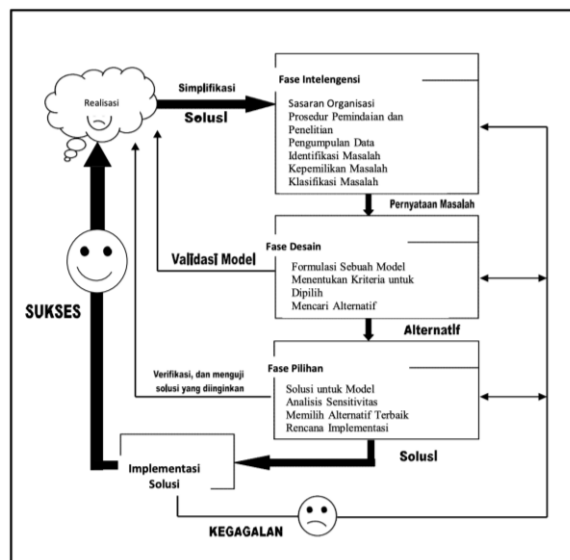 Realisasi
Simplifikasi
Solusi
Fase Intelengensi
Sasaran Organisasi
Prosedur Pemindaian dan
Penelitian
Pengumpulan Data
Identifikasi Masalah
Kepemilikan Masalah
Klasifikasi Masalah
Pernyataan Masalah
Validasi Model
Fase Desain
Formulasi Sebuah Model
Menentukan Kriteria untuk
Dipilih
Mencari Alternatif
SUKSES
Alternatif
Verifikasi, dan menguji
solusi yang diinginkan
Fase Pilihan
Solusi untuk Model
Analisis Sensitivitas
Memilih Alternatif Terbaik
Rencana Implementasi
Solusi
Implementasi
Solusi
KEGAGALAN